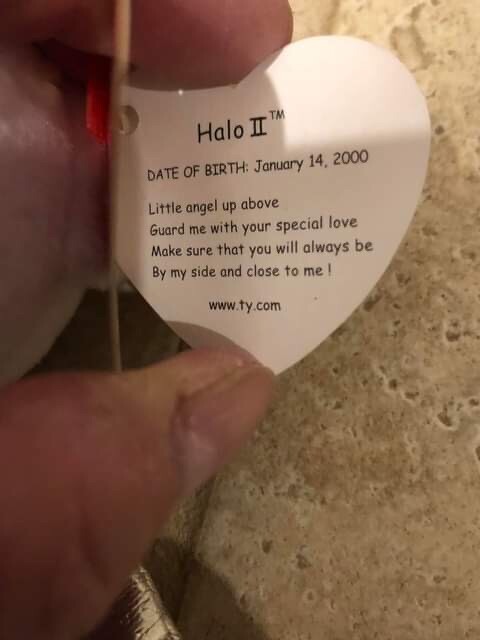 Halo II™
DATE OF BIRTH: January 14, 2000
Little angel up above
Guard me with your special love
Make sure that you will always be
By my side and close to me !
www.ty.com